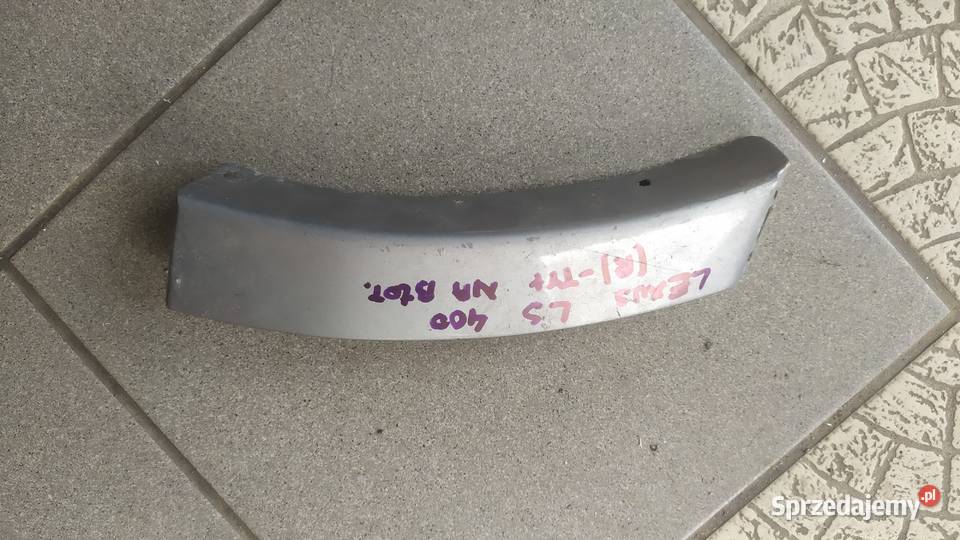 LEXUS LS 400
(R)-TYŁ NA BŁOT.
Sprzedajemy.pl